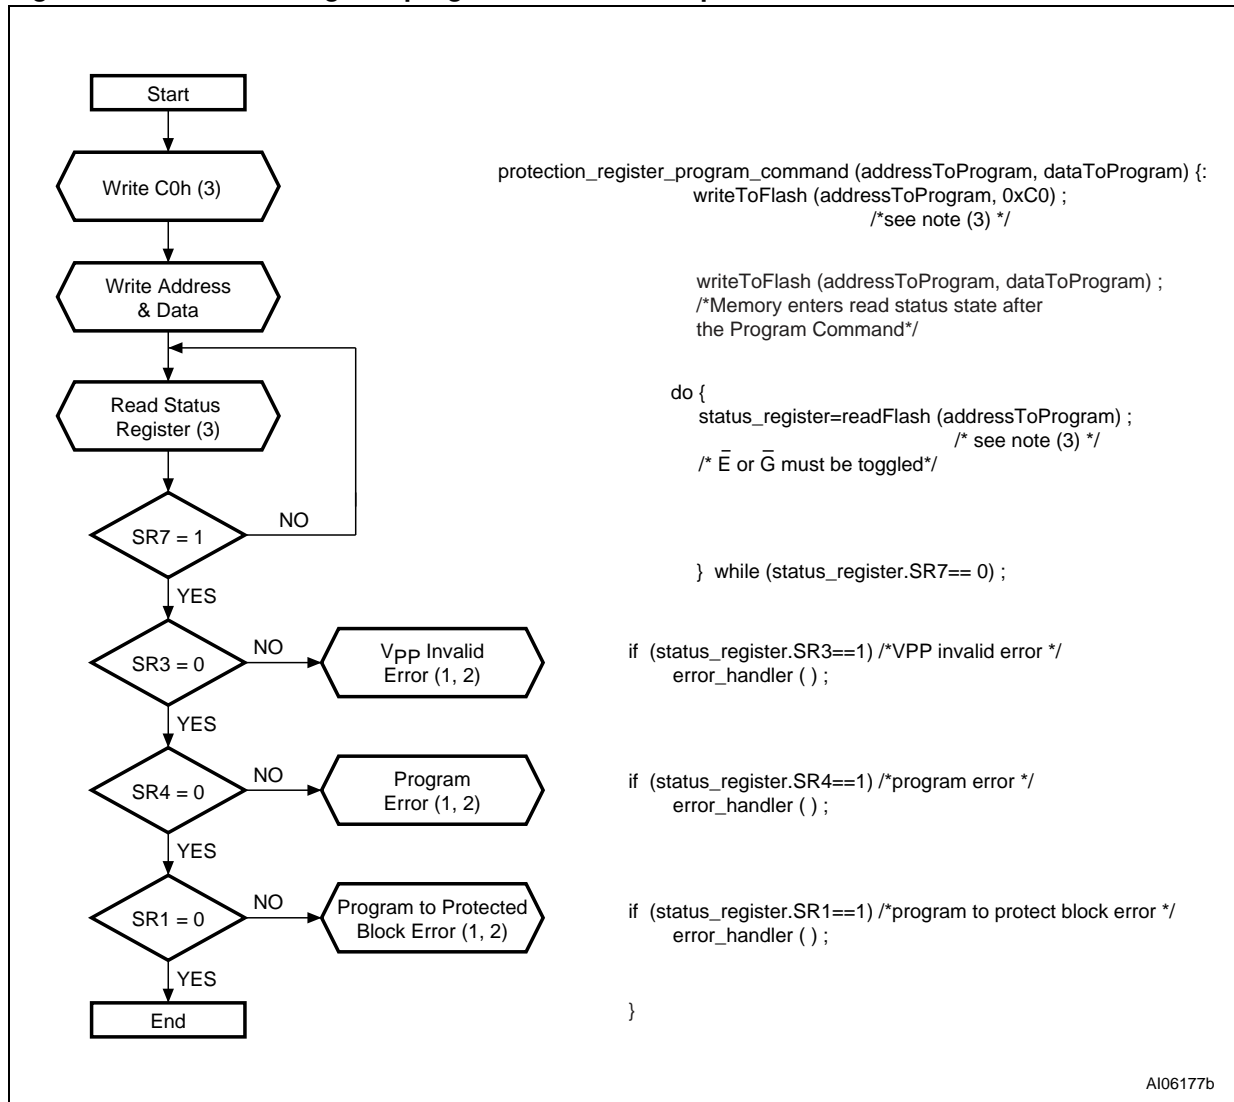 Start
Write C0h (3)
Write Address
& Data
Read Status
Register (3)
SR7 = 1
NO
YES
SR3 = 0
NO
VPP Invalid
Error (1, 2)
YES
SR4 = 0
NO
Program
Error (1, 2)
YES
SR1 = 0
NO
Program to Protected
Block Error (1, 2)
YES
End
protection_register_program_command (addressToProgram, dataToProgram) {:
writeToFlash (addressToProgram, 0xC0) ;
/*see note (3) */
writeToFlash (addressToProgram, dataToProgram) ;
/*Memory enters read status state after
the Program Command*/
do {
status_register=readFlash (addressToProgram) ;
/* see note (3) */
/* E̅ or G̅ must be toggled*/
} while (status_register.SR7== 0) ;
if (status_register.SR3==1) /*VPP invalid error */
error_handler ( ) ;
if (status_register.SR4==1) /*program error */
error_handler ( ) ;
if (status_register.SR1==1) /*program to protect block error */
error_handler ( ) ;
}
AI06177b